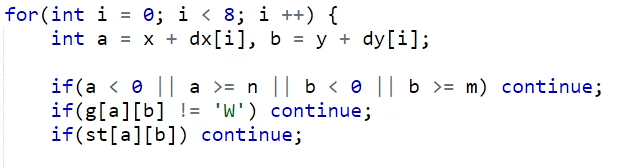 for(int i = 0; i < 8; i ++) {
    int a = x + dx[i], b = y + dy[i];
    if(a < 0 || a >= n || b < 0 || b >= m) continue;
    if(g[a][b] != 'W') continue;
    if(st[a][b]) continue;